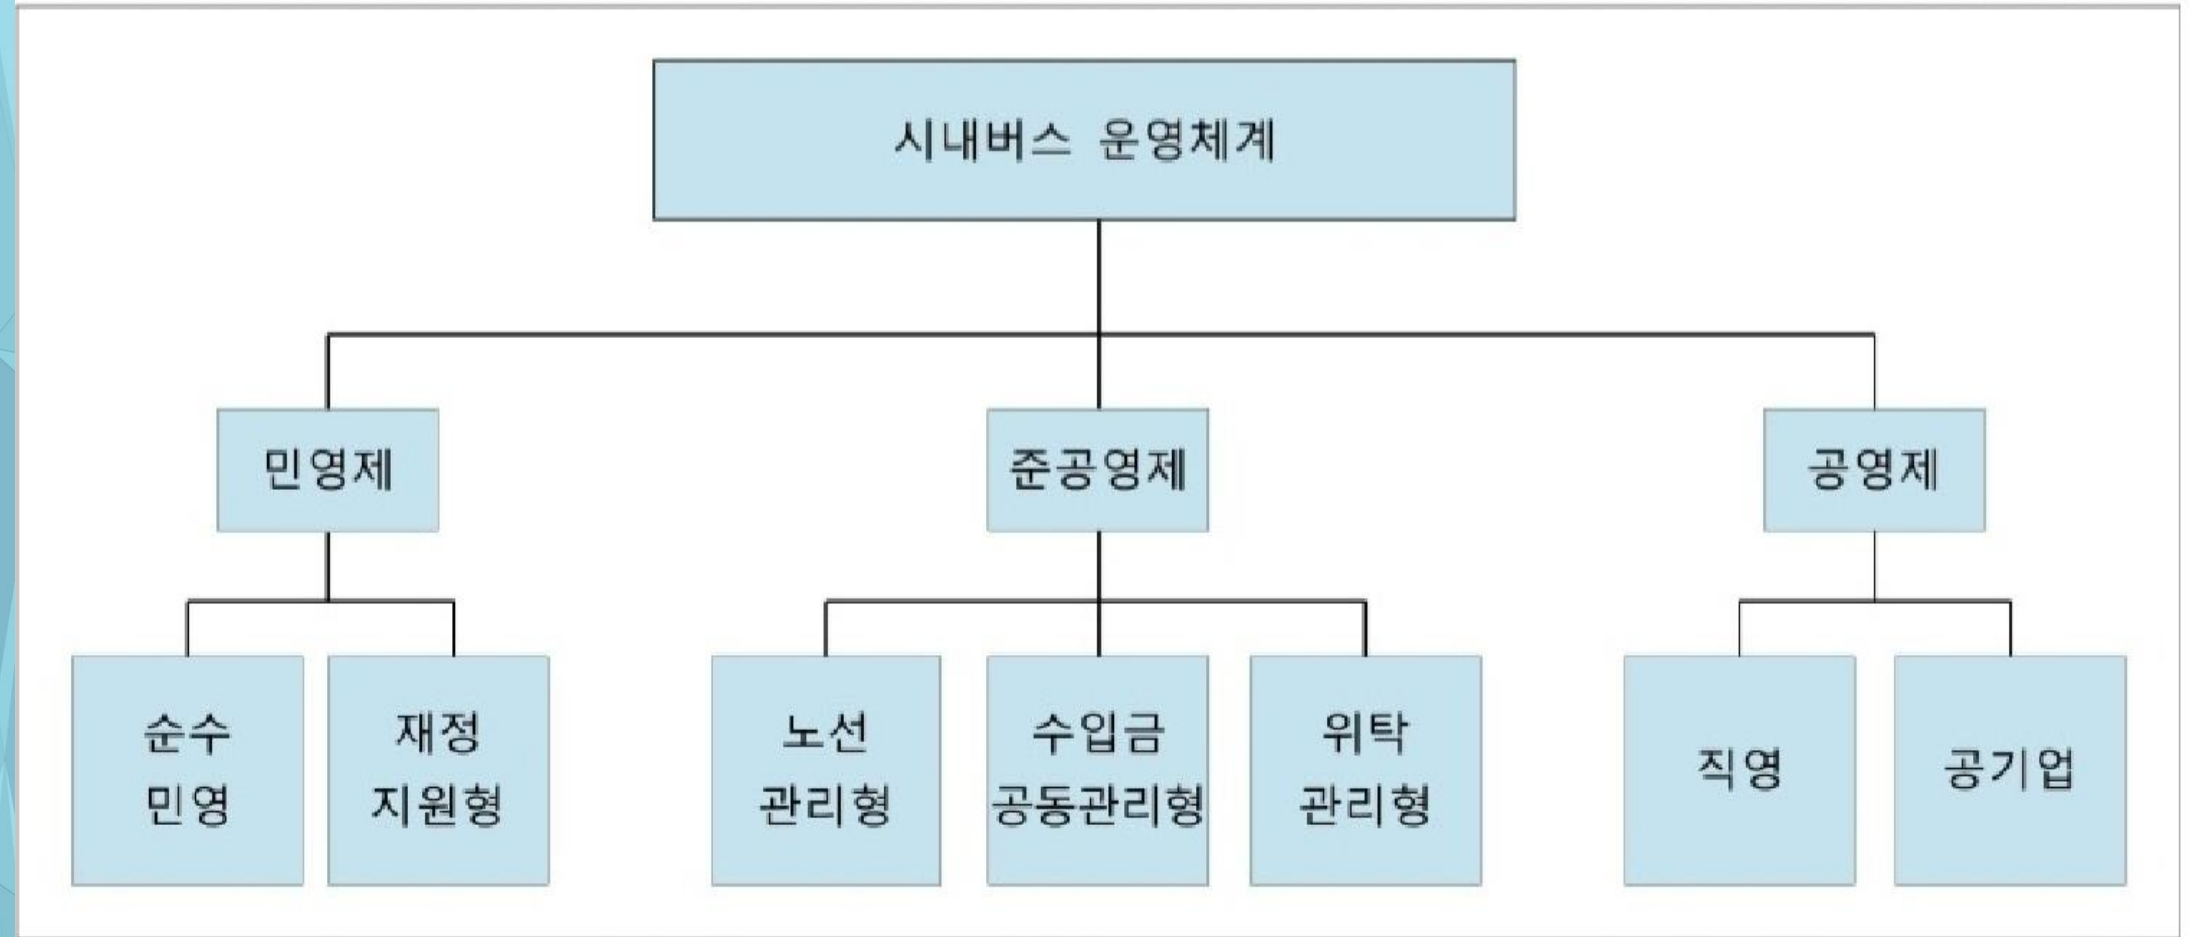 시내버스 운영체계
민영제
준공영제
공영제
순수
민영
재정
지원형
노선
관리형
수입금
공동관리형
위탁
관리형
직영
공기업